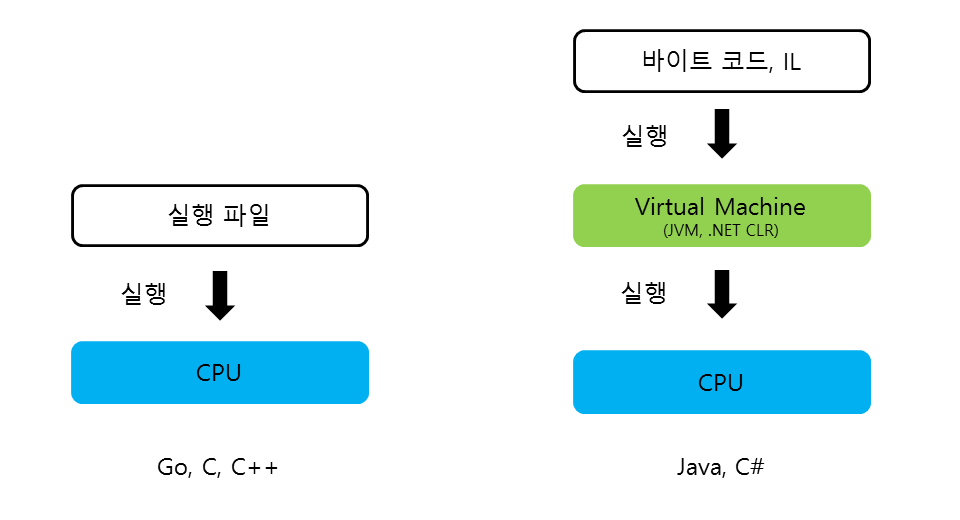 실행 파일
실행
CPU
Go, C, C++
바이트 코드, IL
실행
Virtual Machine
(JVM, .NET CLR)
실행
CPU
Java, C#